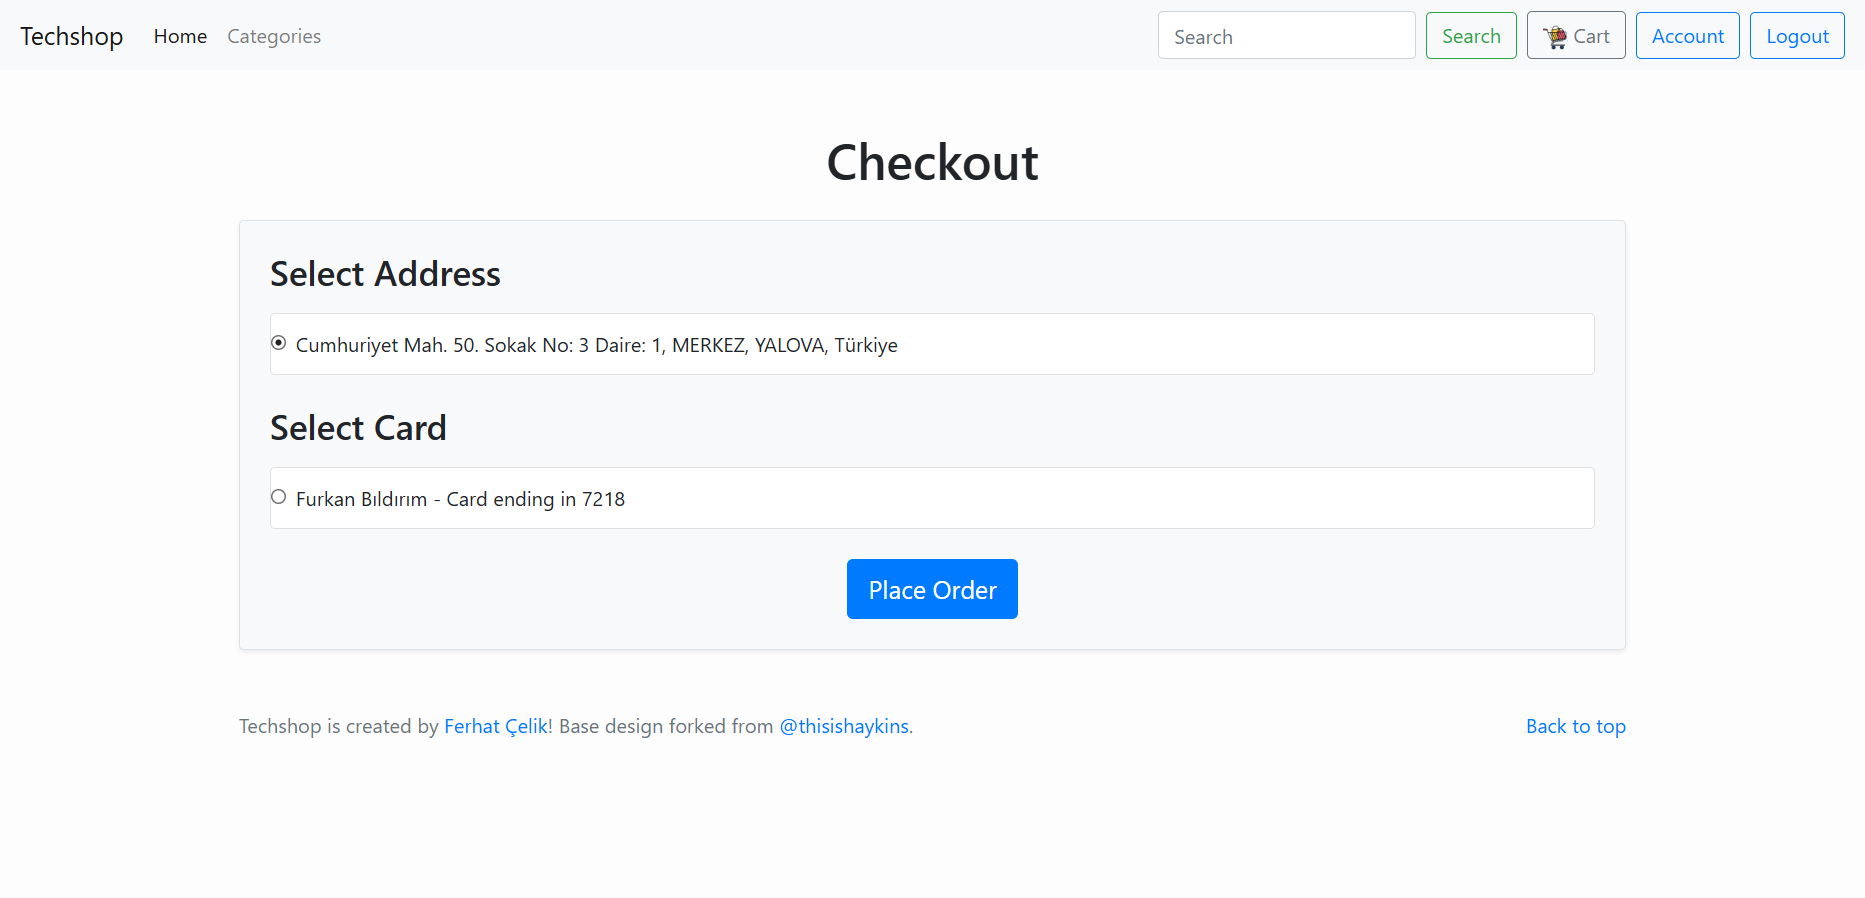 Techshop Home Categories Search Search Cart Account Logout
Checkout
Select Address
Cumhuriyet Mah. 50. Sokak No: 3 Daire: 1, MERKEZ, YALOVA, Türkiye
Select Card
Furkan Bıldırım - Card ending in 7218
Place Order
Techshop is created by Ferhat Çelik! Base design forked from @thisishaykins. Back to top